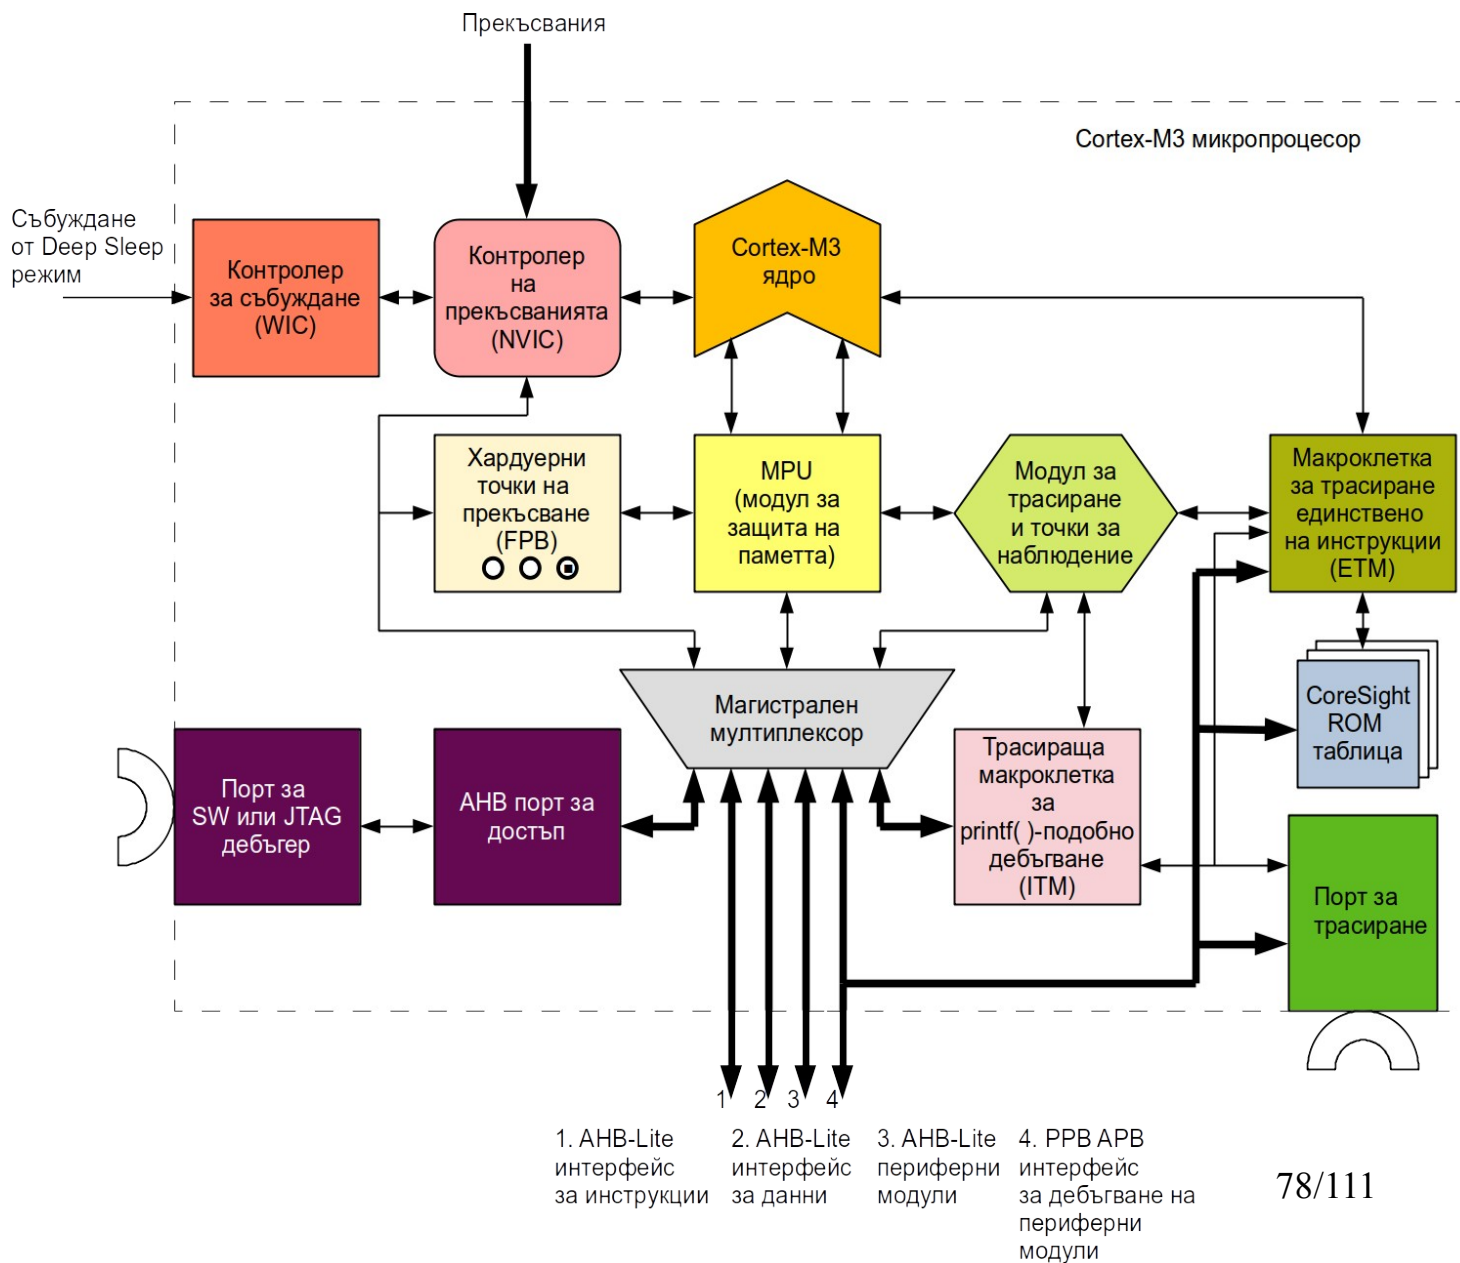 Прекъсвания
Cortex-M3 микропроцесор
Събуждане
от Deep Sleep
режим
Контролер
за събуждане
(WIC)
Контролер
на
прекъсванията
(NVIC)
Cortex-M3
ядро
Хардуерни
точки на
прекъсване
(FPB)
MPU
(модул за
защита на
паметта)
Модул за
трасиране
и точки за
наблюдение
Макроклетка
за трасиране
единствено
на инструкции
(ETM)
Магистрален
мултиплексор
CoreSight
ROM
таблица
Порт за
SW или JTAG
дебъгер
AHB порт за
достъп
Трасираща
макроклетка
за
printf( )-подобно
дебъгване
(ITM)
Порт за
трасиране
1 2 3 4
1. AHB-Lite
интерфейс
за инструкции
2. AHB-Lite
интерфейс
за данни
3. AHB-Lite
периферни
модули
4. PPB APB
интерфейс
за дебъгване на
периферни
модули
78/111